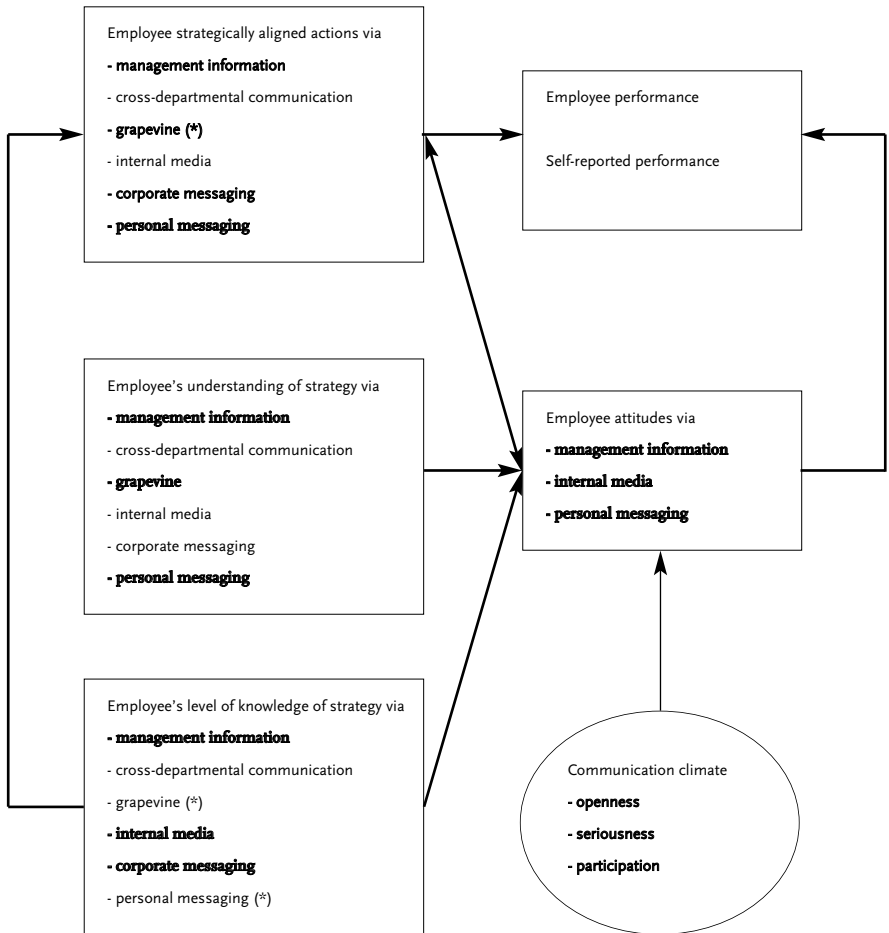 Employee strategically aligned actions via
- management information
- cross-departmental communication
- grapevine (*)
- internal media
- corporate messaging
- personal messaging
Employee performance
Self-reported performance
Employee's understanding of strategy via
- management information
- cross-departmental communication
- grapevine
- internal media
- corporate messaging
- personal messaging
Employee attitudes via
- management information
- internal media
- personal messaging
Employee's level of knowledge of strategy via
- management information
- cross-departmental communication
- grapevine (*)
- internal media
- corporate messaging
- personal messaging (*)
Communication climate
- openness
- seriousness
- participation